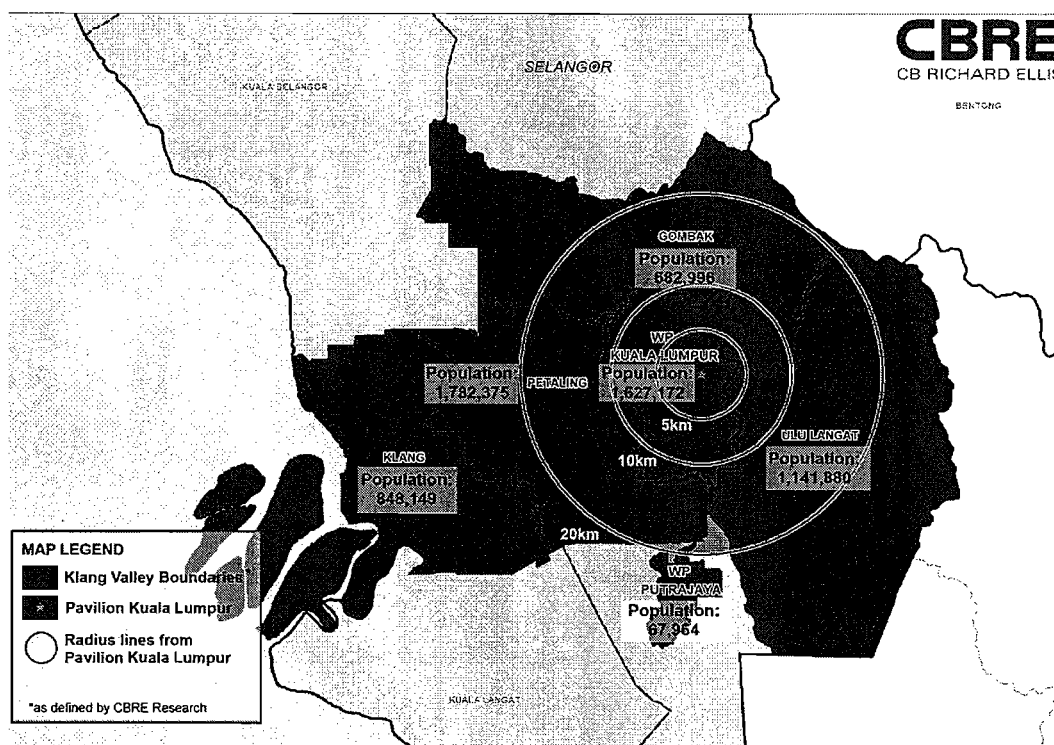 CBRE
CB RICHARD ELLIS
SELANGOR
KUALA SELANGOR
BENTONG
GOMBAK
Population:
682,996
WP
KUALA LUMPUR
Population:
1,627,172
Population:
1,782,375
PETALING
5km
ULU LANGAT
Population:
1,141,880
10km
KLANG
Population:
848,149
20km
WP
PUTRAJAYA
Population:
67,964
MAP LEGEND
Klang Valley Boundaries*
Pavilion Kuala Lumpur
Radius lines from
Pavilion Kuala Lumpur
*as defined by CBRE Research
KUALA LANGAT